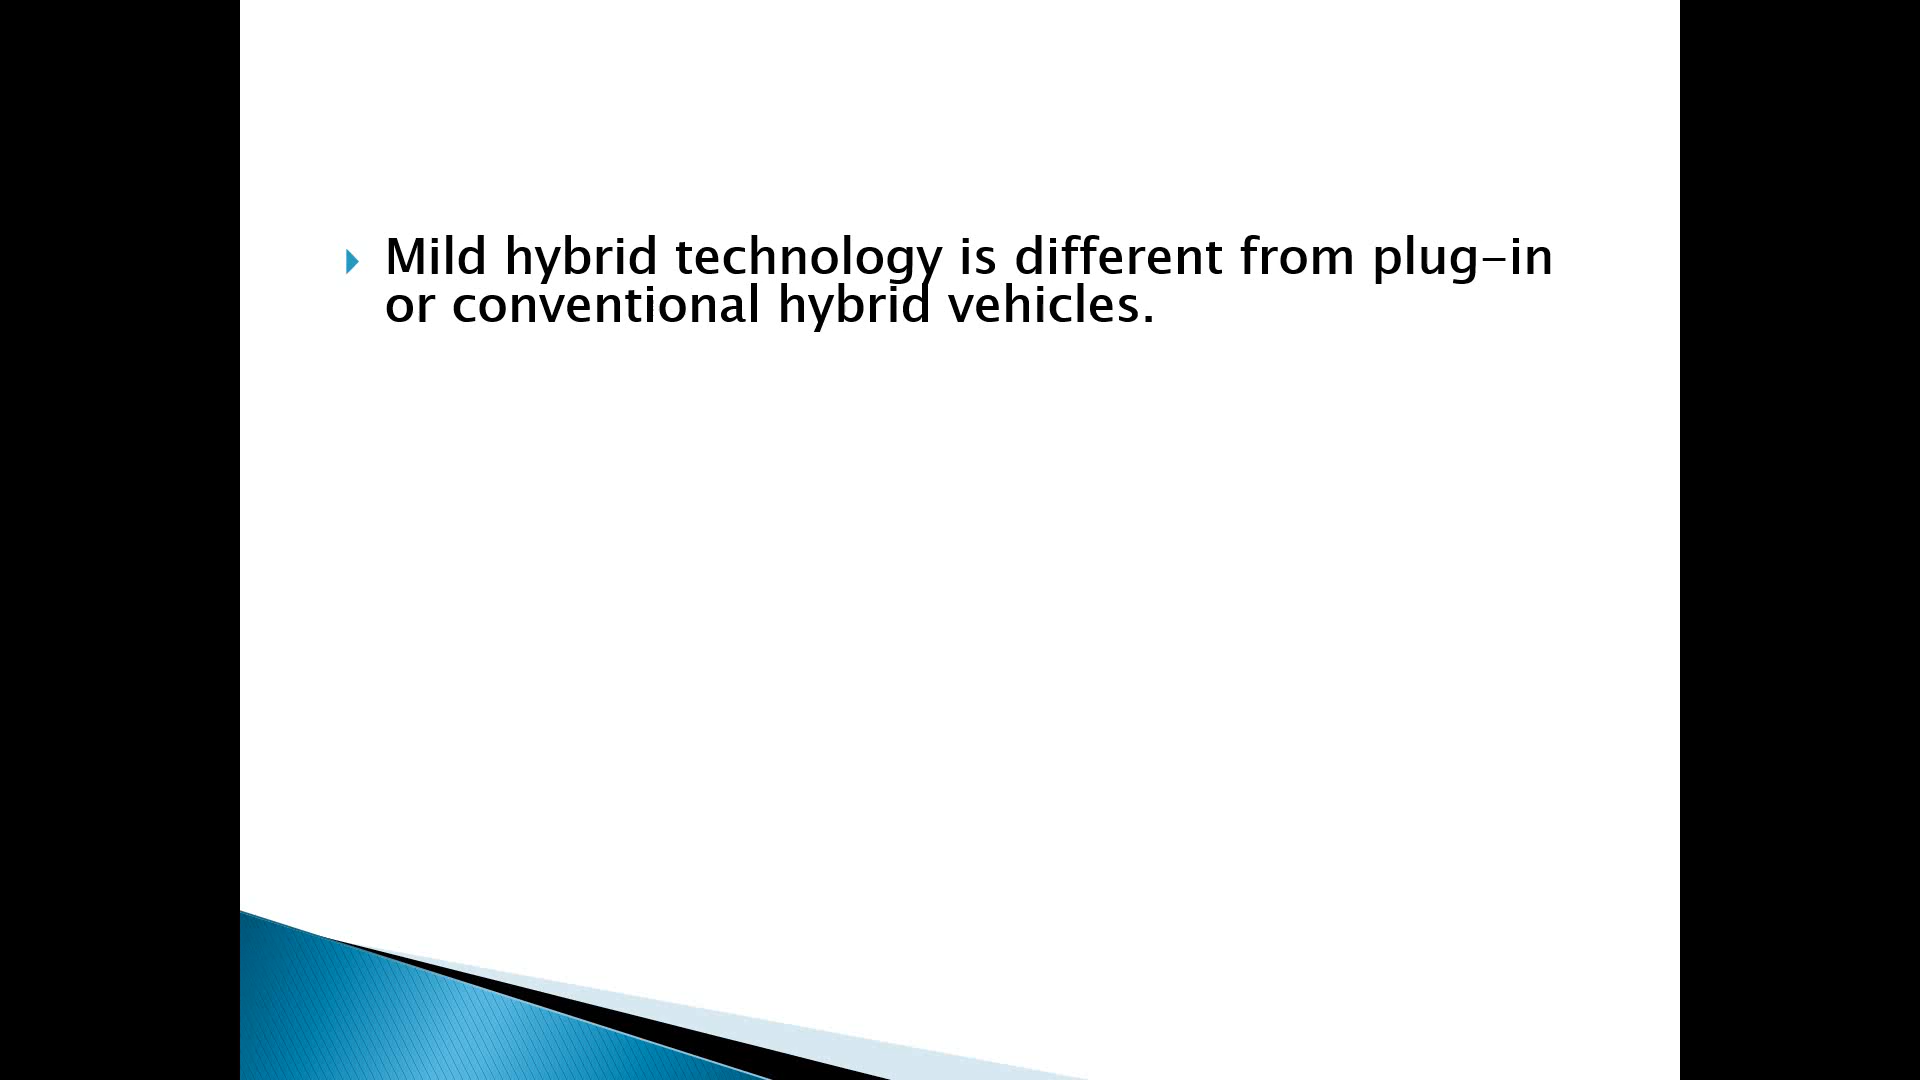 Mild hybrid technology is different from plug-in
or conventional hybrid vehicles.